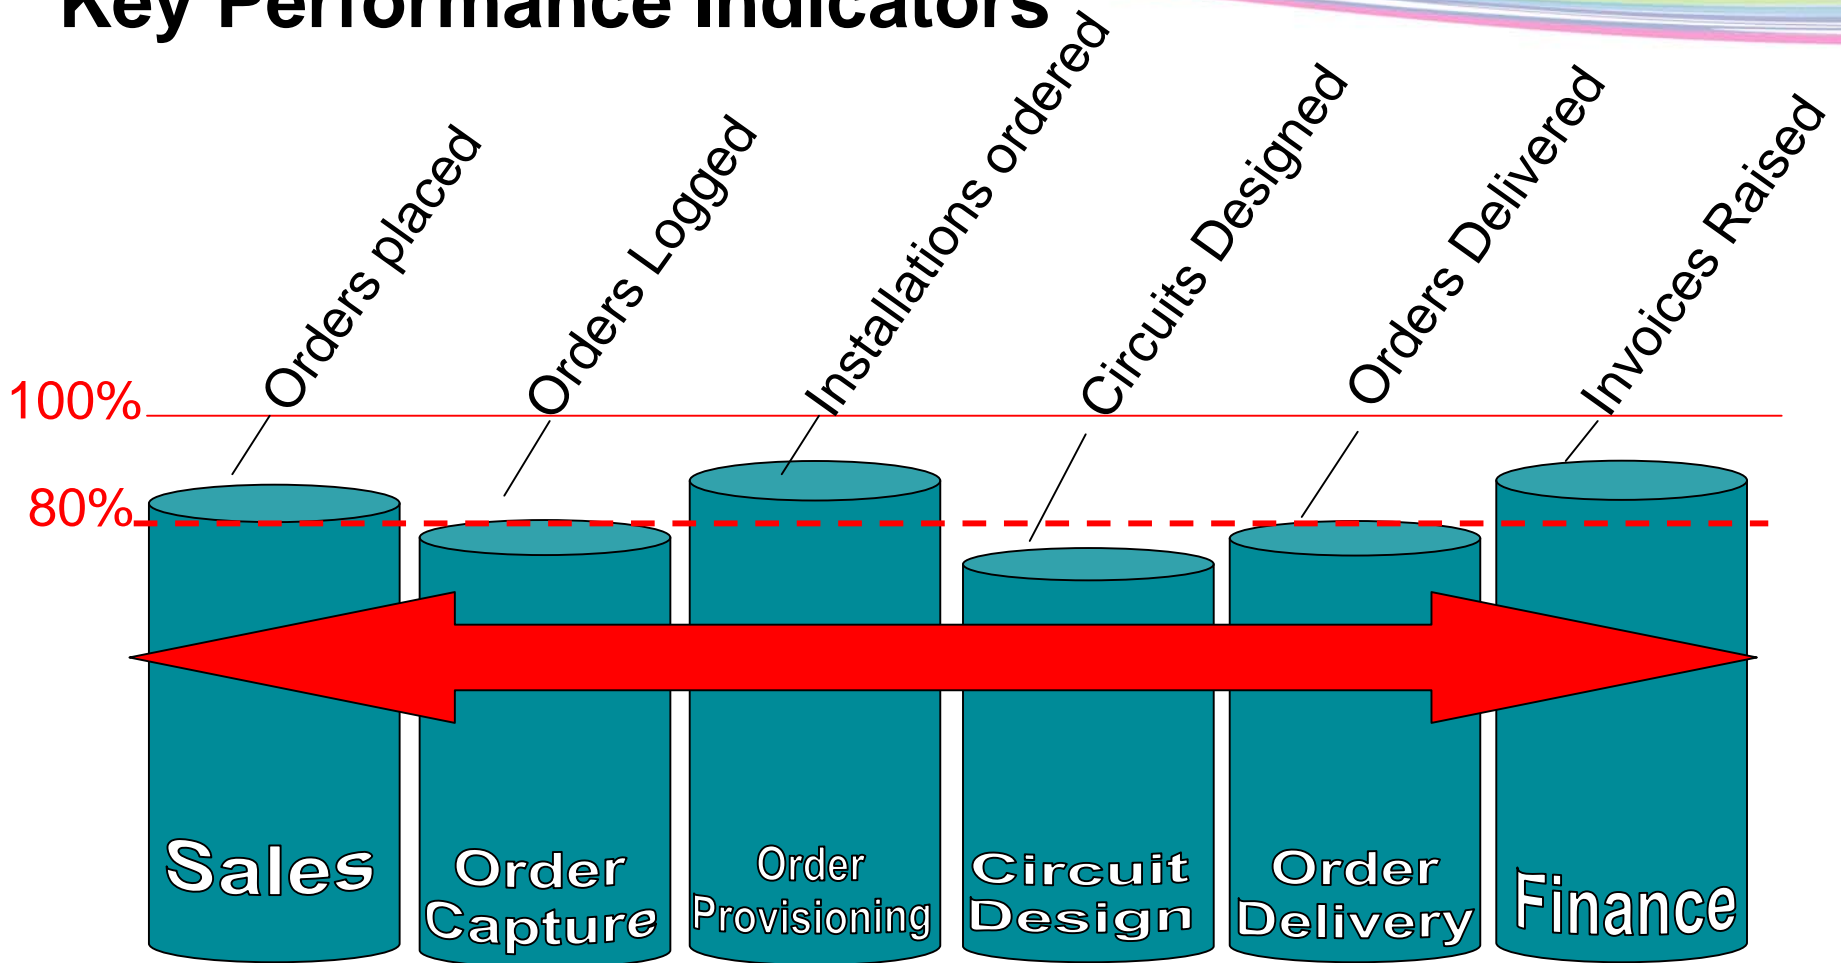 Key Performance Indicators
Orders placed
Orders Logged
Installations ordered
Circuits Designed
Orders Delivered
Invoices Raised
100%
80%
Sales
Order
Capture
Order
Provisioning
Circuit
Design
Order
Delivery
Finance